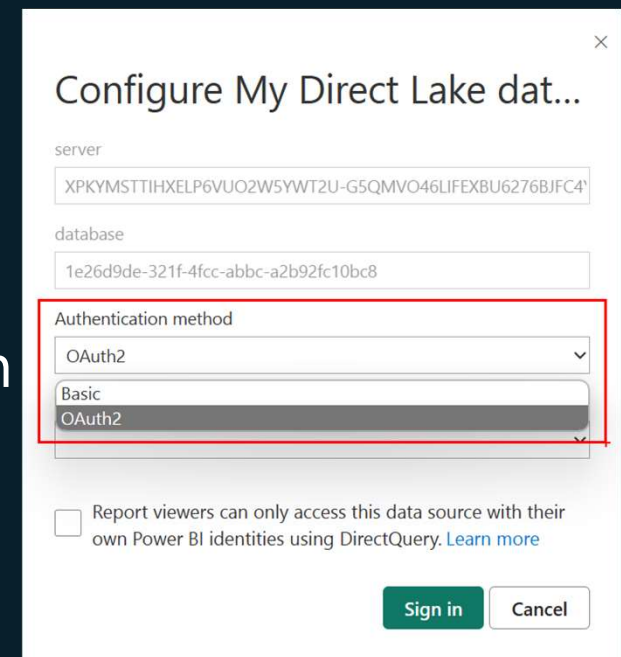 Configure My Direct Lake dat...
server
XPKYMSTTIHXELP6VUO2W5YWT2U-G5QMVO46LIFEXBU6276BJFC4
database
1e26d9de-321f-4fcc-abbc-a2b92fc10bc8
Authentication method
OAuth2
Basic
OAuth2
Report viewers can only access this data source with their
own Power BI identities using DirectQuery. Learn more
Sign in
Cancel